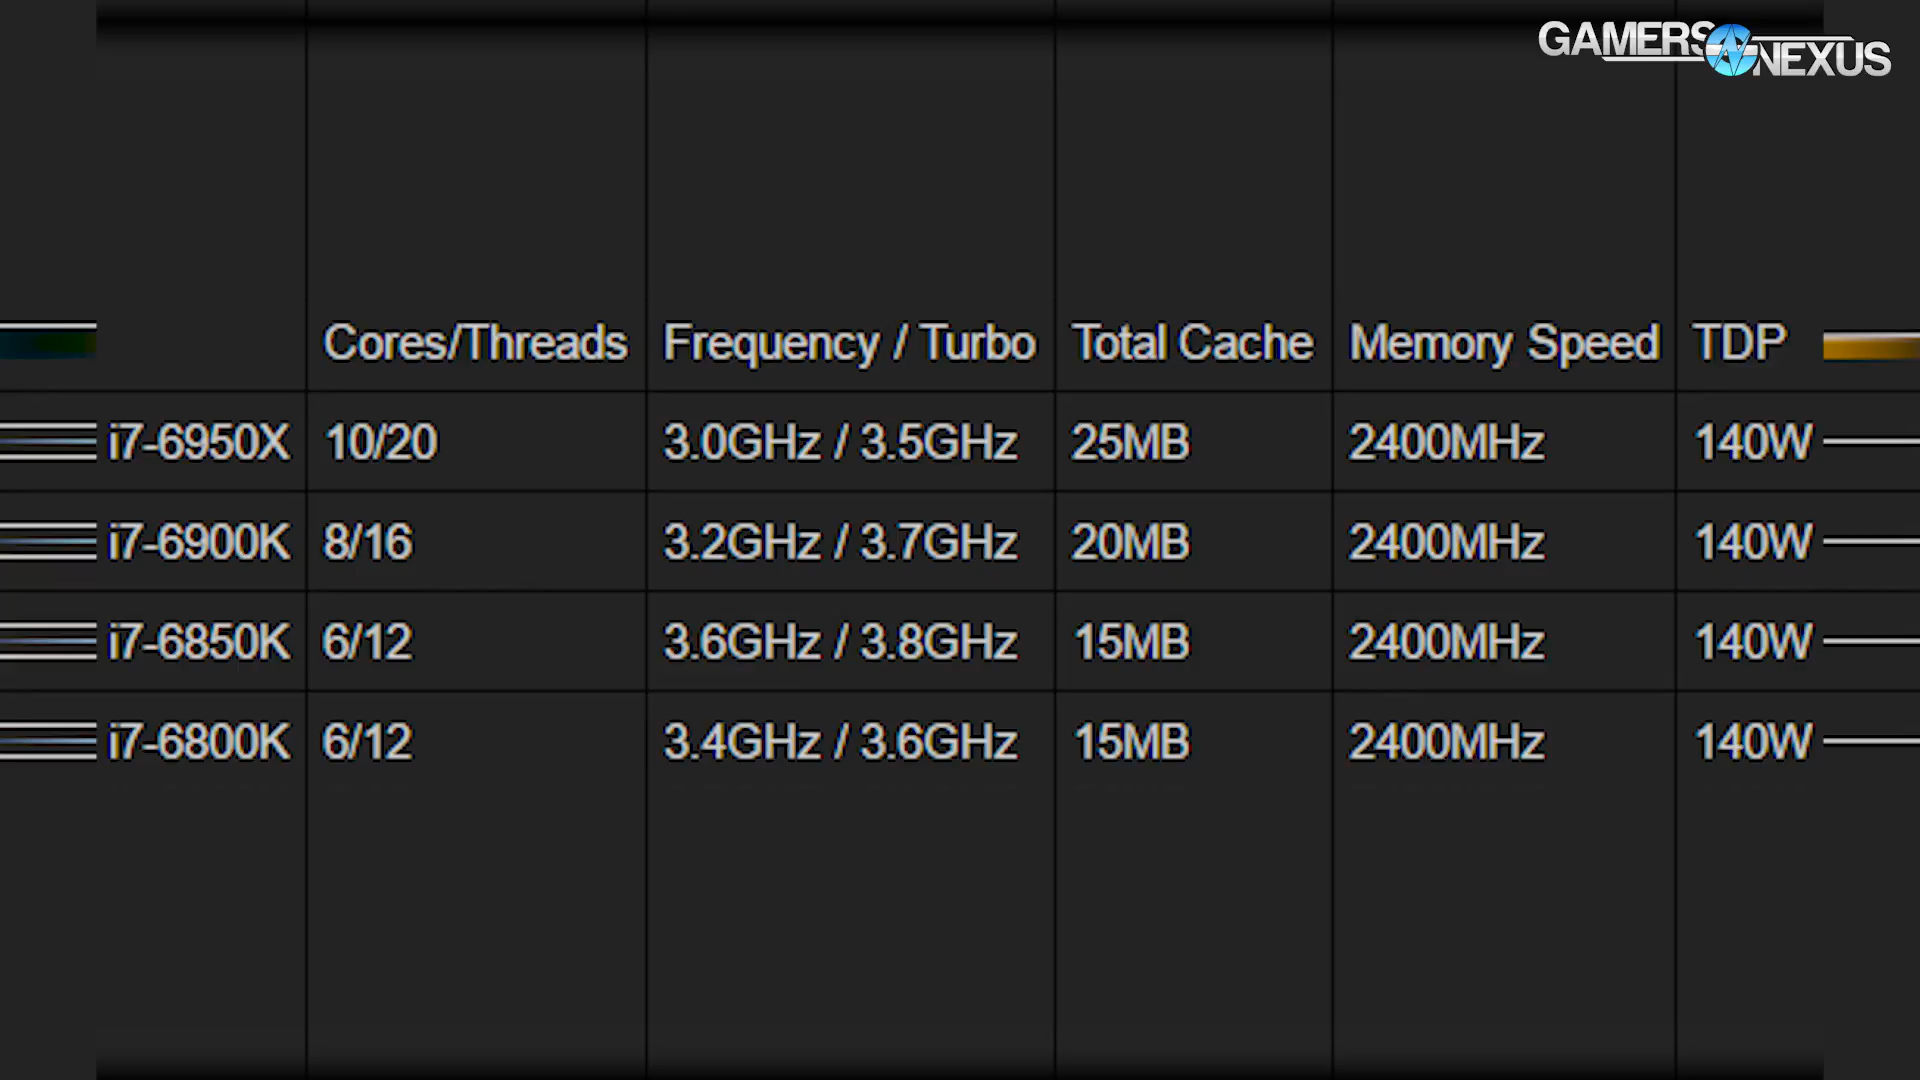 GAMERS NEXUS
Cores/Threads Frequency / Turbo Total Cache Memory Speed TDP
i7-6950X 10/20 3.0GHz / 3.5GHz 25MB 2400MHz 140W
i7-6900K 8/16 3.2GHz / 3.7GHz 20MB 2400MHz 140W
i7-6850K 6/12 3.6GHz / 3.8GHz 15MB 2400MHz 140W
i7-6800K 6/12 3.4GHz / 3.6GHz 15MB 2400MHz 140W